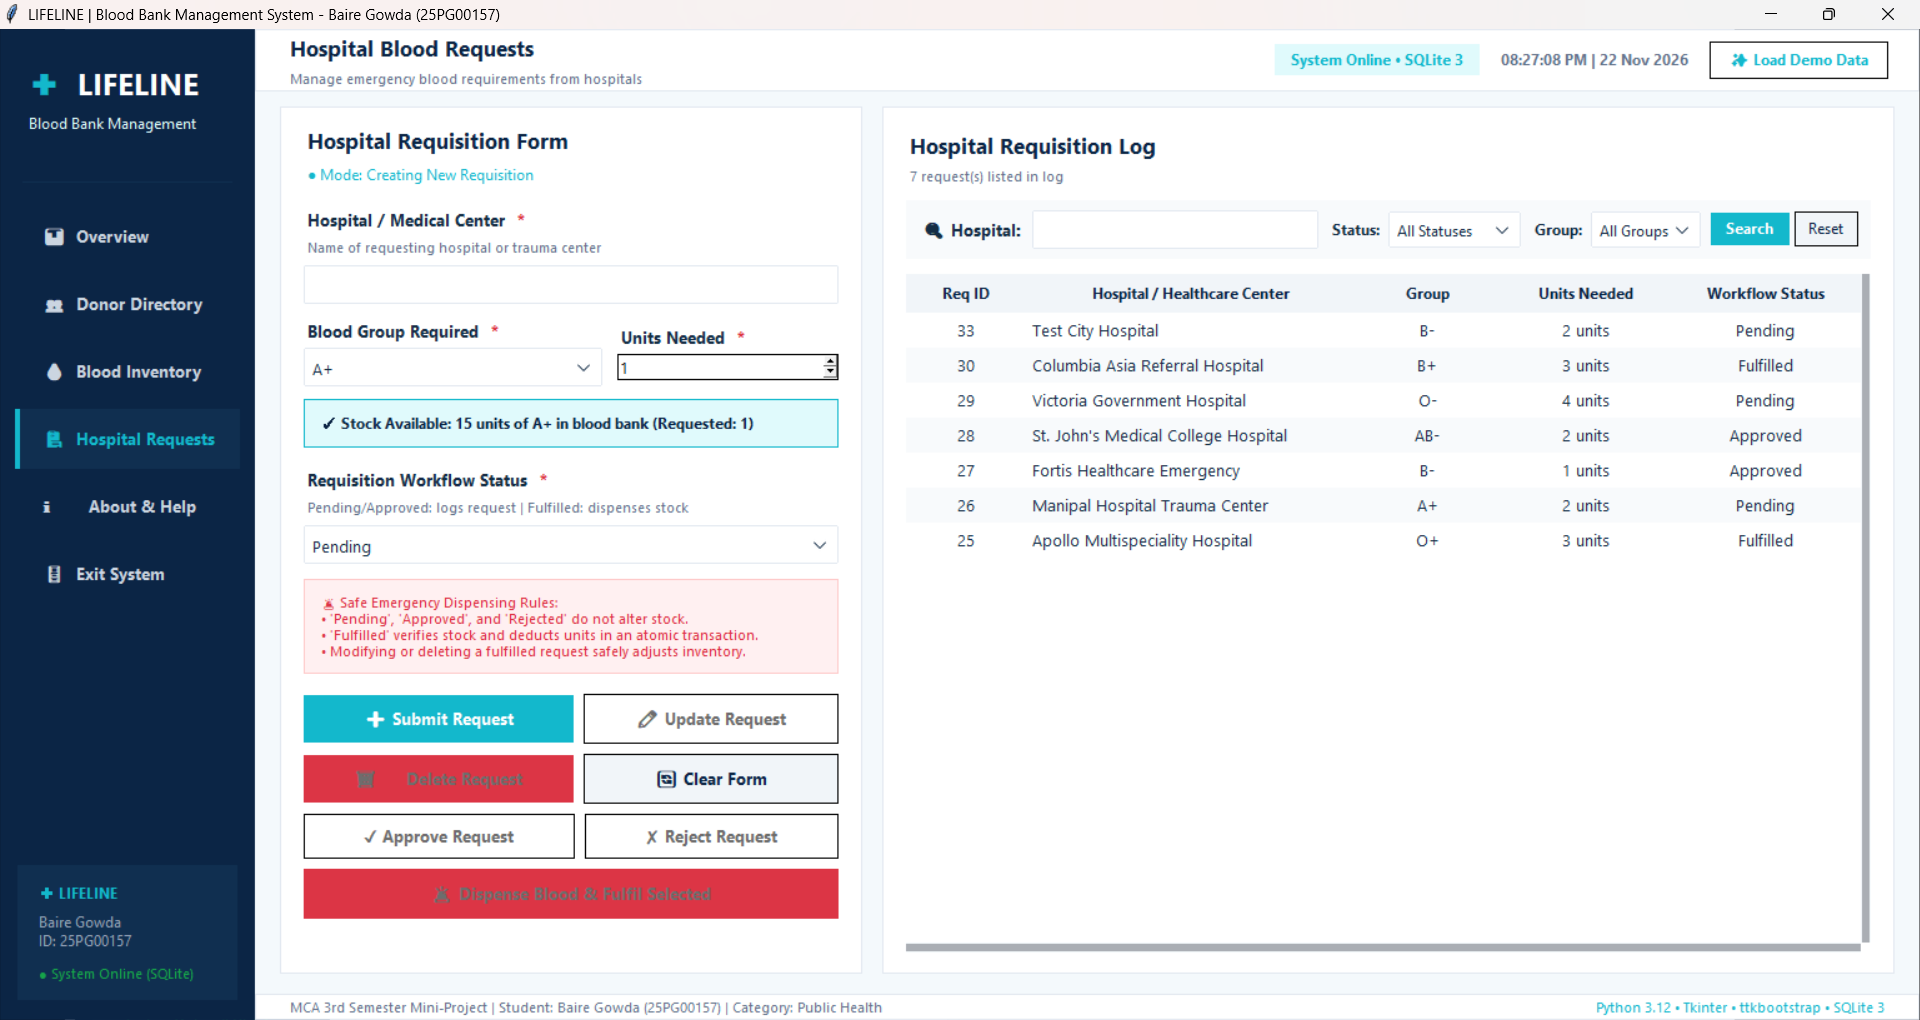 LIFELINE | Blood Bank Management System - Baire Gowda (25PG00157)
LIFELINE
Blood Bank Management
Overview
Donor Directory
Blood Inventory
Hospital Requests
About & Help
Exit System
LIFELINE
Baire Gowda
ID: 25PG00157
● System Online (SQLite)
Hospital Blood Requests
Manage emergency blood requirements from hospitals
System Online • SQLite 3
08:27:08 PM | 22 Nov 2026
Load Demo Data
Hospital Requisition Form
● Mode: Creating New Requisition
Hospital / Medical Center *
Name of requesting hospital or trauma center
Blood Group Required *
Units Needed *
A+
1
✓ Stock Available: 15 units of A+ in blood bank (Requested: 1)
Requisition Workflow Status *
Pending/Approved: logs request | Fulfilled: dispenses stock
Pending
Safe Emergency Dispensing Rules:
• 'Pending', 'Approved', and 'Rejected' do not alter stock.
• 'Fulfilled' verifies stock and deducts units in an atomic transaction.
• Modifying or deleting a fulfilled request safely adjusts inventory.
Submit Request
Update Request
Delete Request
Clear Form
✓ Approve Request
✗ Reject Request
Dispense Blood & Fulfill Selected
Hospital Requisition Log
7 request(s) listed in log
Hospital:
Status: All Statuses
Group: All Groups
Search
Reset
Req ID Hospital / Healthcare Center Group Units Needed Workflow Status
33 Test City Hospital B- 2 units Pending
30 Columbia Asia Referral Hospital B+ 3 units Fulfilled
29 Victoria Government Hospital O- 4 units Pending
28 St. John's Medical College Hospital AB- 2 units Approved
27 Fortis Healthcare Emergency B- 1 units Approved
26 Manipal Hospital Trauma Center A+ 2 units Pending
25 Apollo Multispeciality Hospital O+ 3 units Fulfilled
MCA 3rd Semester Mini-Project | Student: Baire Gowda (25PG00157) | Category: Public Health
Python 3.12 • Tkinter • ttkbootstrap • SQLite 3